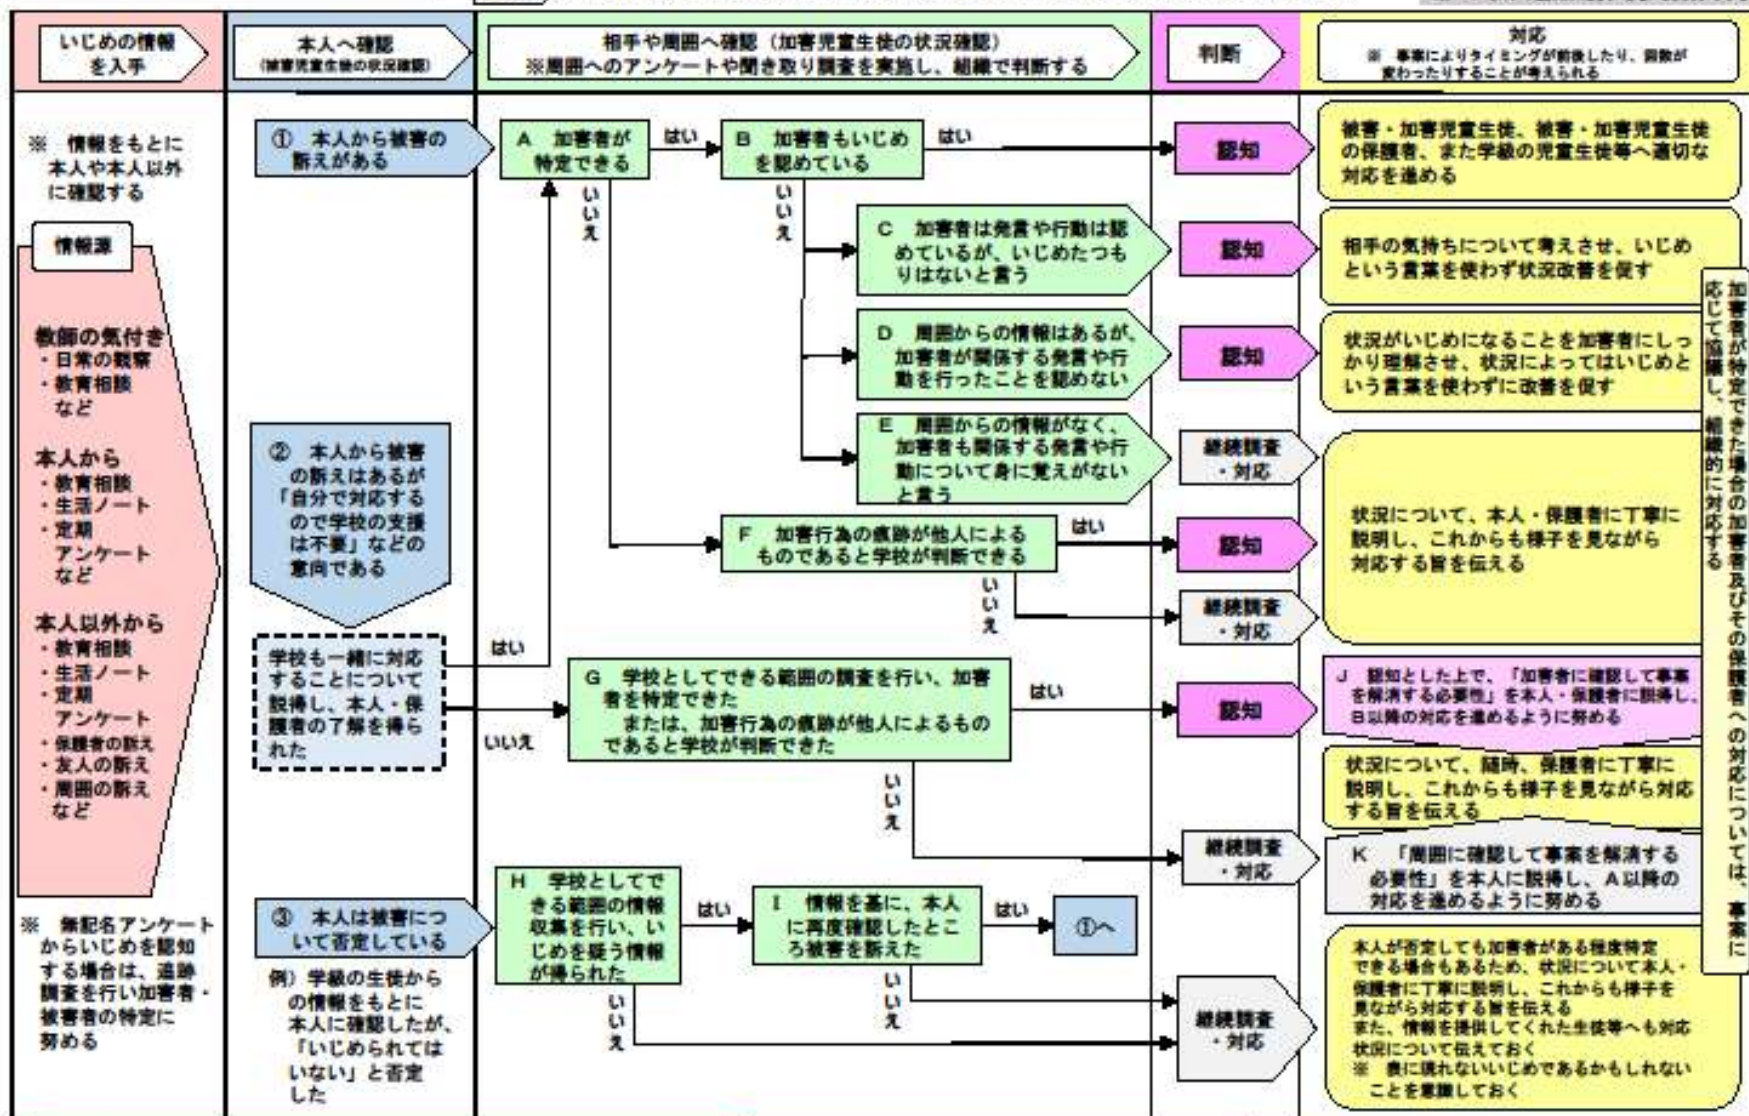 いじめの情報
を入手
本人へ確認
(被害児童生徒の状況確認)
相手や周囲へ確認(加害児童生徒の状況確認)
※周囲へのアンケートや聞き取り調査を実施し、組織で判断する
判断
対応
※ 事案によりタイミングが前後したり、回数が
変わったりすることが考えられる
※ 情報をもとに
本人や本人以外
に確認する
情報源
教師の気付き
・日常の観察
・教育相談
など
本人から
・教育相談
・生活ノート
・定期
アンケート
など
本人以外から
・教育相談
・生活ノート
・定期
アンケート
・保護者の訴え
・友人の訴え
・周囲の訴え
など
※ 無記名アンケート
からいじめを認知
する場合は、追跡
調査を行い加害者・
被害者の特定に
努める
① 本人から被害の
訴えがある
② 本人から被害
の訴えはあるが
「自分で対応する
ので学校の支援
は不要」などの
意向である
学校も一緒に対応
することについて
説得し、本人・保
護者の了解を得ら
れた
はい
いいえ
③ 本人は被害につ
いて否定している
例)学級の生徒から
の情報をもとに
本人に確認したが、
「いじめられては
いない」と否定
した
A 加害者が
特定できる
はい
いいえ
B 加害者もいじめ
を認めている
はい
いいえ
C 加害者は発言や行動は認
めているが、いじめたつも
りはないと言う
D 周囲からの情報はあるが、
加害者が関係する発言や行
動を行ったことを認めない
E 周囲からの情報がなく、
加害者も関係する発言や行
動について身に覚えがない
と言う
F 加害行為の痕跡が他人による
ものであると学校が判断できる
はい
いいえ
G 学校としてできる範囲の調査を行い、加害
者を特定できた
または、加害行為の痕跡が他人によるもの
であると学校が判断できた
はい
いいえ
H 学校としてで
きる範囲の情報
収集を行い、い
じめを疑う情報
が得られた
はい
いいえ
I 情報を基に、本人
に再度確認したとこ
ろ被害を訴えた
はい
いいえ
①へ
認知
認知
認知
継続調査
・対応
認知
継続調査
・対応
認知
継続調査
・対応
継続調査
・対応
被害・加害児童生徒、被害・加害児童生徒
の保護者、また学級の児童生徒等へ適切な
対応を進める
相手の気持ちについて考えさせ、いじめ
という言葉を使わず状況改善を促す
状況がいじめになることを加害者にしっ
かり理解させ、状況によってはいじめと
いう言葉を使わずに改善を促す
状況について、本人・保護者に丁寧に
説明し、これからも様子を見ながら
対応する旨を伝える
J 認知とした上で、「加害者に確認して事案
を解消する必要性」を本人・保護者に説得し、
B以降の対応を進めるように努める
状況について、随時、保護者に丁寧に
説明し、これからも様子を見ながら対応
する旨を伝える
K 「周囲に確認して事案を解消する
必要性」を本人に説得し、A以降の
対応を進めるように努める
本人が否定しても加害者がある程度特定
できる場合もあるため、状況について本人・
保護者に丁寧に説明し、これからも様子を
見ながら対応する旨を伝える
また、情報を提供してくれた生徒等へも対応
状況について伝えておく
※ 表に現れないいじめであるかもしれない
ことを意識しておく
加害者が特定できた場合の加害者及びその保護者への対応については、事案に
応じて協議し、組織的に対応する